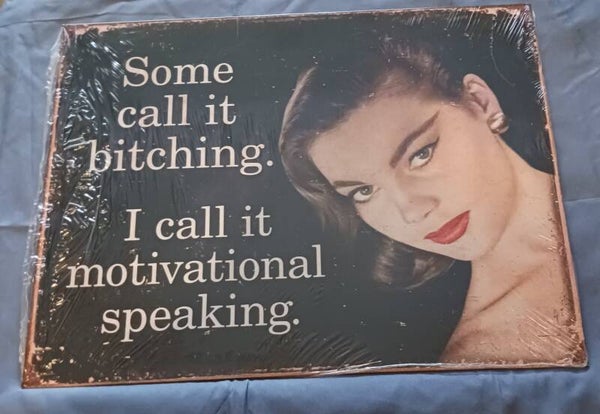 Some
call it
bitching.
I call it
motivational
speaking.